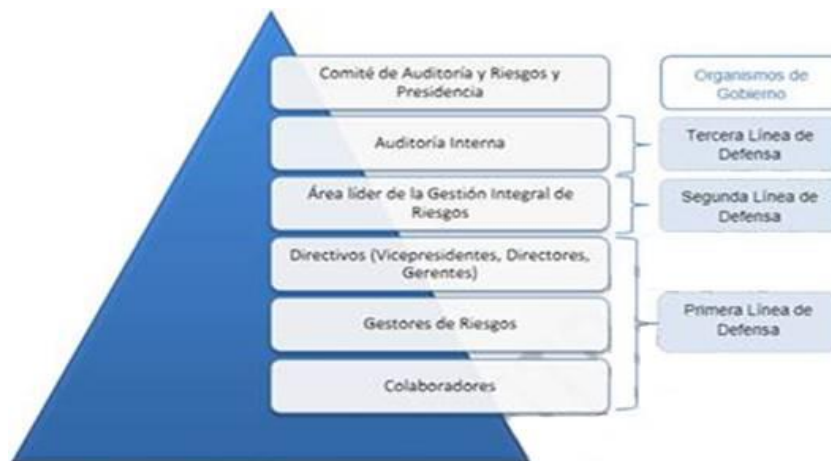 Comité de Auditoría y Riesgos y
Presidencia
Organismos de
Gobierno
Auditoría Interna
Tercera Línea de
Defensa
Área líder de la Gestión Integral de
Riesgos
Segunda Línea de
Defensa
Directivos (Vicepresidentes, Directores,
Gerentes)
Gestores de Riesgos
Primera Línea de
Defensa
Colaboradores